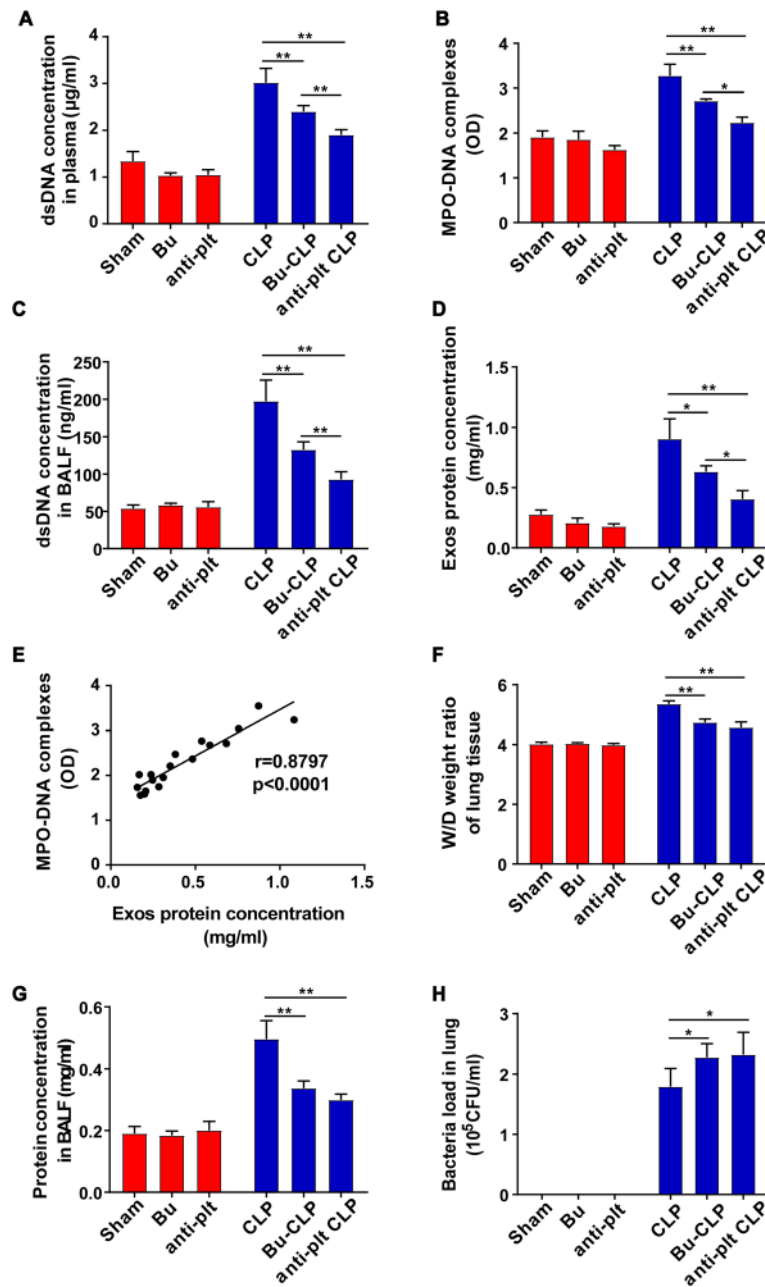 A
dsDNA concentration
in plasma (µg/ml)
4
3
2
1
0
**
**
**
Sham
Bu
anti-plt
CLP
Bu-CLP
anti-plt CLP
B
MPO-DNA complexes
(OD)
4
3
2
1
0
**
**
*
Sham
Bu
anti-plt
CLP
Bu-CLP
anti-plt CLP
C
dsDNA concentration
in BALF (ng/ml)
250
200
150
100
50
0
**
**
**
Sham
Bu
anti-plt
CLP
Bu-CLP
anti-plt CLP
D
Exos protein concentration
(mg/ml)
1.5
1.0
0.5
0.0
**
*
*
Sham
Bu
anti-plt
CLP
Bu-CLP
anti-plt CLP
E
MPO-DNA complexes
(OD)
4
3
2
1
0
r=0.8797
p<0.0001
0.0 0.5 1.0 1.5
Exos protein concentration
(mg/ml)
F
W/D weight ratio
of lung tissue
6
4
2
0
**
**
Sham
Bu
anti-plt
CLP
Bu-CLP
anti-plt CLP
G
Protein concentration
in BALF (mg/ml)
0.6
0.4
0.2
0.0
**
**
Sham
Bu
anti-plt
CLP
Bu-CLP
anti-plt CLP
H
Bacteria load in lung
(10⁵CFU/ml)
3
2
1
0
*
*
Sham
Bu
anti-plt
CLP
Bu-CLP
anti-plt CLP